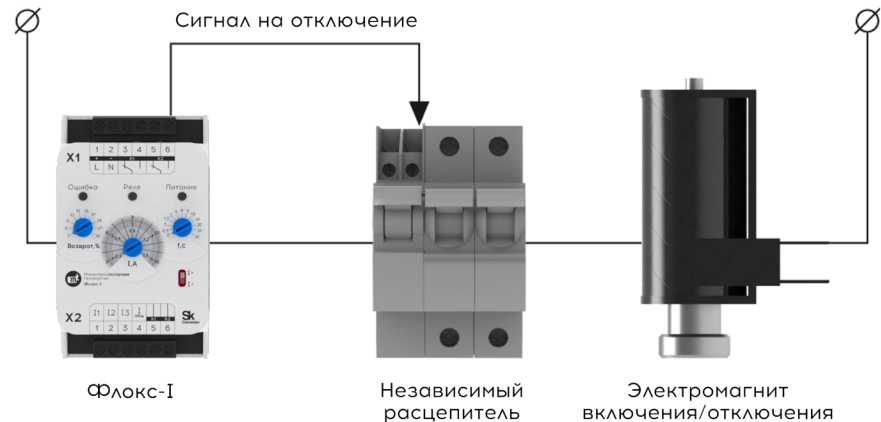 Сигнал на отключение
X1
1 2 3 4 5 6
+ - K1 K2
L N
Ошибка Реле Питание
Возврат,% t,c
I,A
Флокс-I
I>
I<
X2
I1 I2 I3
1 2 3 4 5 6
Sk
Флокс-I
Независимый
расцепитель
Электромагнит
включения/отключения